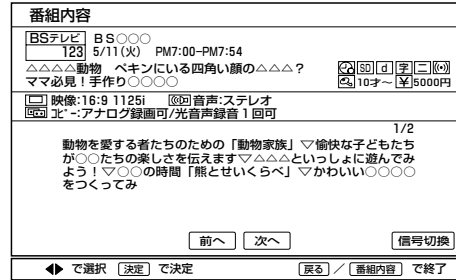 番組内容
BSテレビ BS○○○
123 5/11(火) PM7:00-PM7:54
△△△△動物 ペキンにいる四角い顔の△△△?
SD d 字 二
ママ必見!手作り○○○○
10才~ ¥ 5000円
映像:16:9 1125i 音声:ステレオ
コピー:アナログ録画可/光音声録音1回可
1/2
動物を愛する者たちのための「動物家族」▽愉快な子どもたち
が○○たちの楽しさを伝えます▽△△△といっしょに遊んでみ
よう!▽○○の時間「熊とせいくらべ」▽かわいい○○○○
をつくってみ
前へ 次へ 信号切換
で選択 決定 で決定 戻る / 番組内容 で終了